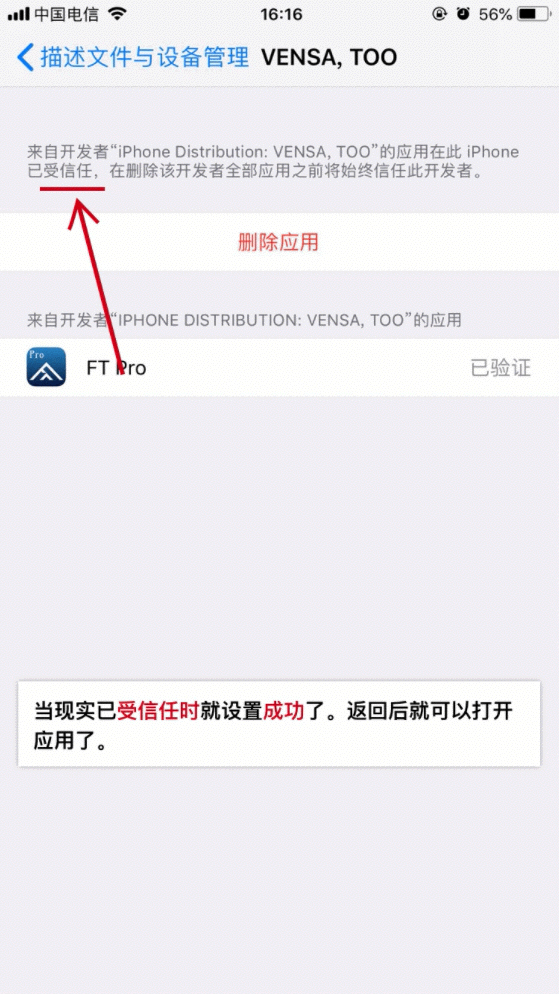 中国电信 16:16 56%
描述文件与设备管理 VENSA, TOO
来自开发者“iPhone Distribution: VENSA, TOO”的应用在此 iPhone
已受信任，在删除该开发者全部应用之前将始终信任此开发者。
删除应用
来自开发者“IPHONE DISTRIBUTION: VENSA, TOO”的应用
Pro
FT Pro 已验证
当现实已受信任时就设置成功了。返回后就可以打开
应用了。